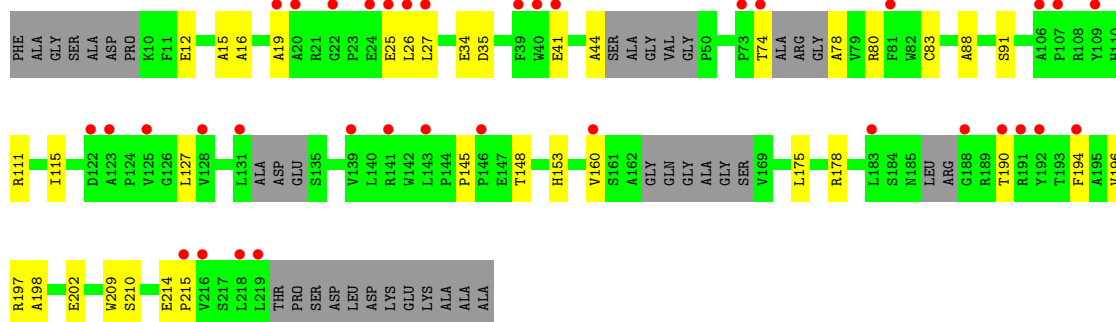 PHE ALA GLY SER ALA ASP PRO K10 F11 E12 A15 A16 A19 A20 R21 G22 P23 E24 E25 L26 L27 E34 D35 F39 W40 E41 A44 SER ALA GLY VAL GLY P50 P73 T74 ALA ARG GLY A78 V79 R80 F81 W82 C83 A88 S91 A106 P107 R108 Y109 H110
R111 I115 D122 A123 P124 V125 G126 L127 V128 L131 ALA ASP GLU S135 V139 L140 R141 W142 L143 P144 P145 P146 E147 T148 H153 V160 S161 A162 GLY GLN GLY ALA GLY SER V169 L175 R178 L183 S184 N185 LEU ARG G188 R189 T190 R191 Y192 T193 F194 A195 V196
R197 A198 E202 W209 S210 E214 P215 V216 S217 L218 L219 THR PRO SER ASP LEU ASP LYS GLU LYS ALA ALA ALA